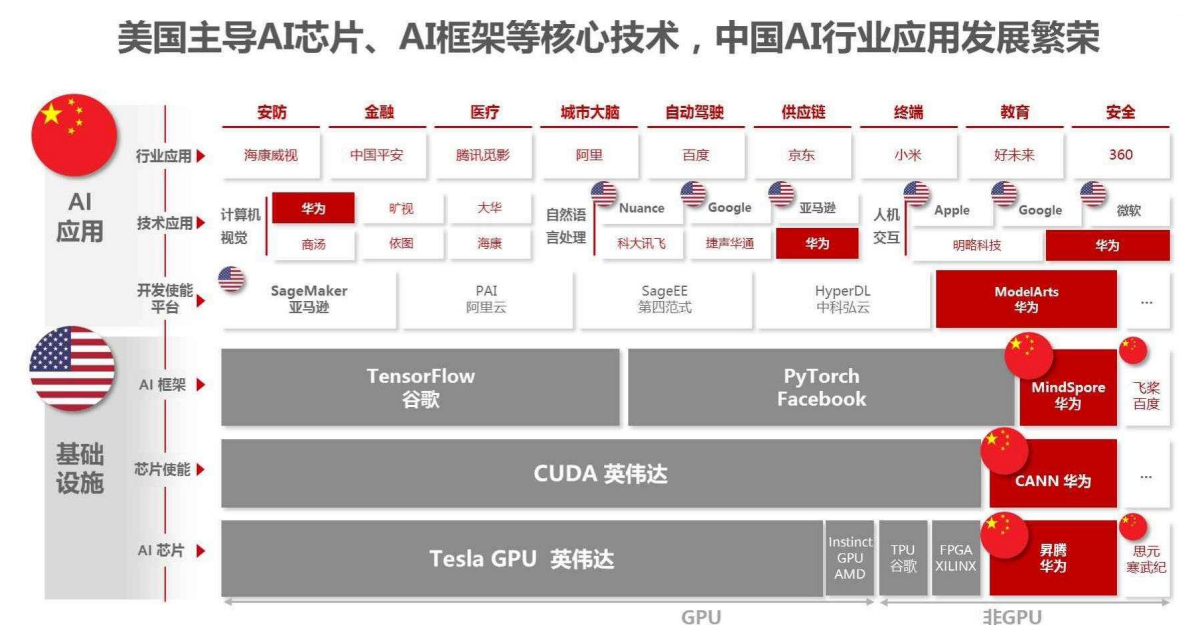 美国主导AI芯片、AI框架等核心技术，中国AI行业应用发展繁荣
安防 金融 医疗 城市大脑 自动驾驶 供应链 终端 教育 安全
行业应用 海康威视 中国平安 腾讯觅影 阿里 百度 京东 小米 好未来 360
AI
应用
技术应用
计算机
视觉
华为 旷视 大华
商汤 依图 海康
自然语
言处理
Nuance Google 亚马逊
科大讯飞 捷声华通 华为
人机
交互
Apple Google 微软
明略科技 华为
开发使能
平台
SageMaker
亚马逊
PAI
阿里云
SageEE
第四范式
HyperDL
中科弘云
ModelArts
华为
...
基础
设施
AI 框架
TensorFlow
谷歌
PyTorch
Facebook
MindSpore
华为
飞桨
百度
芯片使能
CUDA 英伟达
CANN 华为
...
AI 芯片
Tesla GPU 英伟达
Instinct
GPU
AMD
TPU
谷歌
FPGA
XILINX
昇腾
华为
思元
寒武纪
GPU 非GPU